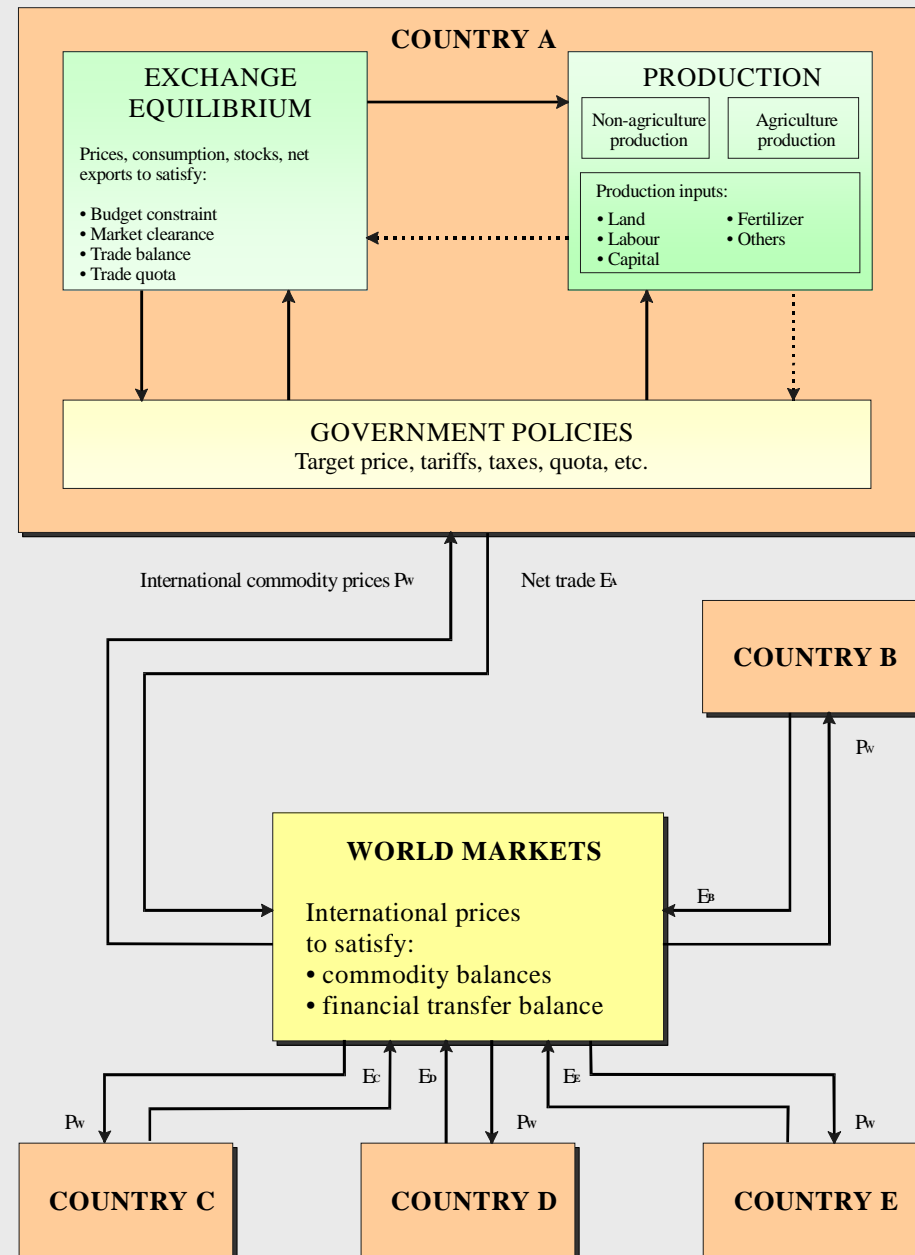 COUNTRY A
EXCHANGE
EQUILIBRIUM
Prices, consumption, stocks, net
exports to satisfy:
• Budget constraint
• Market clearance
• Trade balance
• Trade quota
PRODUCTION
Non-agriculture
production
Agriculture
production
Production inputs:
• Land
• Labour
• Capital
• Fertilizer
• Others
GOVERNMENT POLICIES
Target price, tariffs, taxes, quota, etc.
International commodity prices PW
Net trade EA
COUNTRY B
PW
WORLD MARKETS
International prices
to satisfy:
• commodity balances
• financial transfer balance
EB
EC
ED
EE
PW
PW
PW
COUNTRY C
COUNTRY D
COUNTRY E